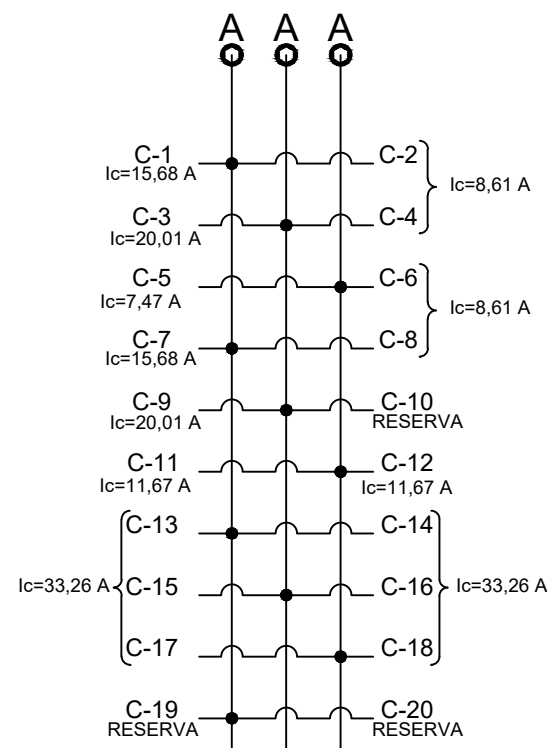 A A A
C-1 C-2
Ic=15,68 A
Ic=8,61 A
C-3 C-4
Ic=20,01 A
C-5 C-6
Ic=7,47 A
Ic=8,61 A
C-7 C-8
Ic=15,68 A
C-9 C-10
Ic=20,01 A RESERVA
C-11 C-12
Ic=11,67 A Ic=11,67 A
C-13 C-14
Ic=33,26 A C-15 C-16 Ic=33,26 A
C-17 C-18
C-19 C-20
RESERVA RESERVA